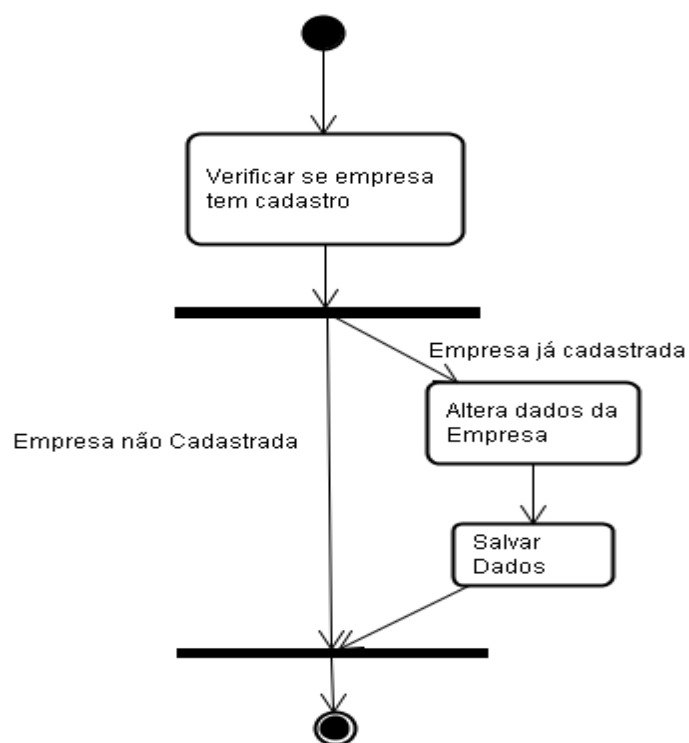 Verificar se empresa
tem cadastro
Empresa já cadastrada
Altera dados da
Empresa
Empresa não Cadastrada
Salvar
Dados